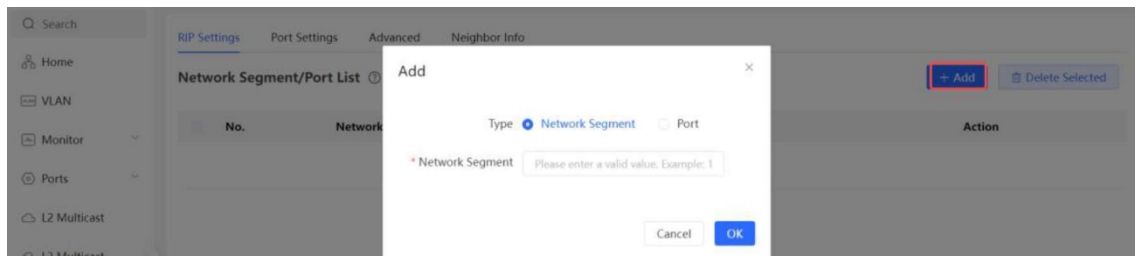 Search
RIP Settings Port Settings Advanced Neighbor Info
Home
Add
Network Segment/Port List
+ Add Delete Selected
VLAN
Type Network Segment Port
No. Network Action
Monitor
* Network Segment Please enter a valid value. Example: 1
Ports
L2 Multicast
Cancel OK
L3 Multicast